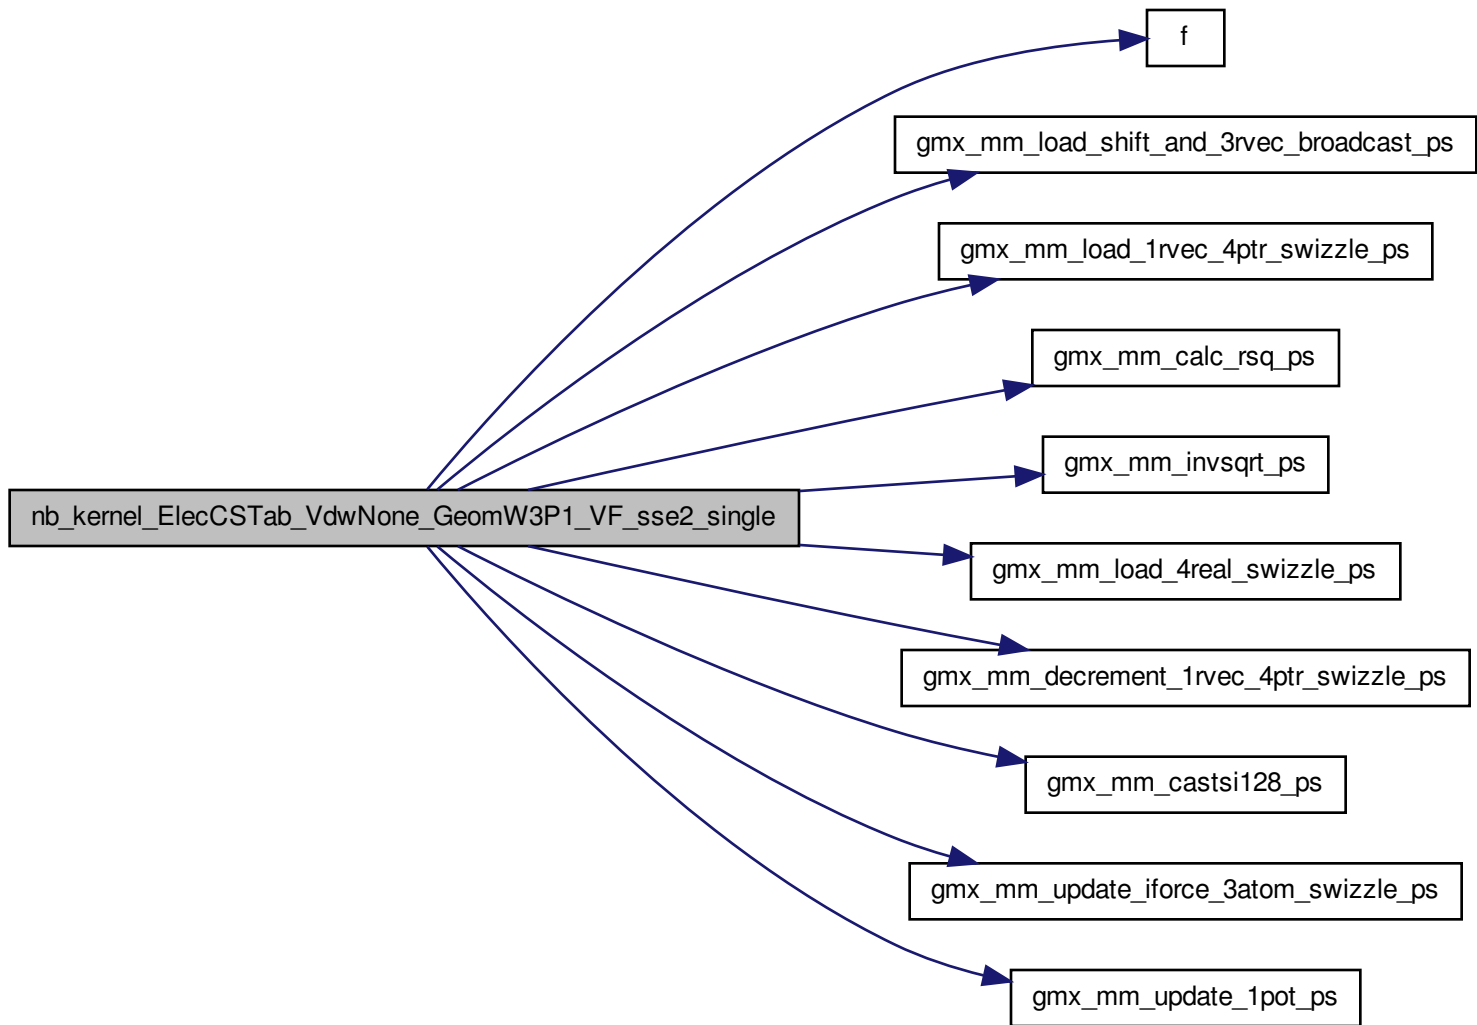 f
gmx_mm_load_shift_and_3rvec_broadcast_ps
gmx_mm_load_1rvec_4ptr_swizzle_ps
gmx_mm_calc_rsq_ps
gmx_mm_invsqrt_ps
nb_kernel_ElecCSTab_VdwNone_GeomW3P1_VF_sse2_single
gmx_mm_load_4real_swizzle_ps
gmx_mm_decrement_1rvec_4ptr_swizzle_ps
gmx_mm_castsi128_ps
gmx_mm_update_iforce_3atom_swizzle_ps
gmx_mm_update_1pot_ps